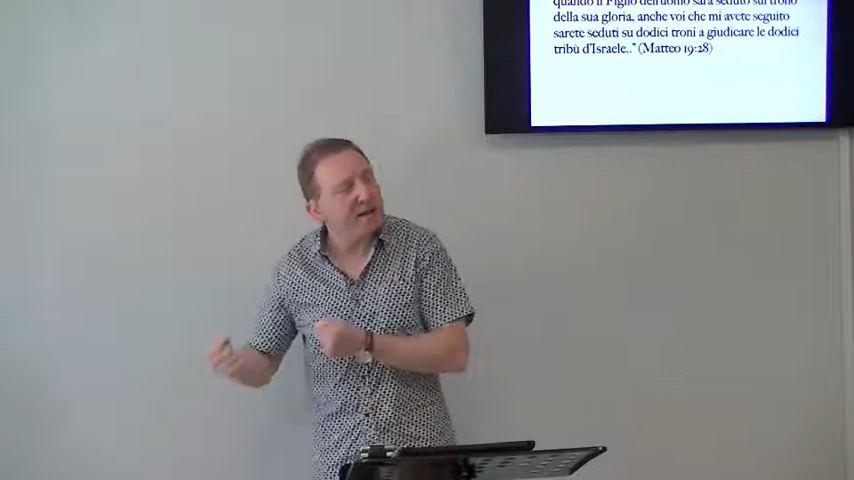 quando il Figlio dell'uomo sarà seduto sul trono
della sua gloria, anche voi che mi avete seguito
sarete seduti su dodici troni a giudicare le dodici
tribù d'Israele.."(Matteo 19:28)